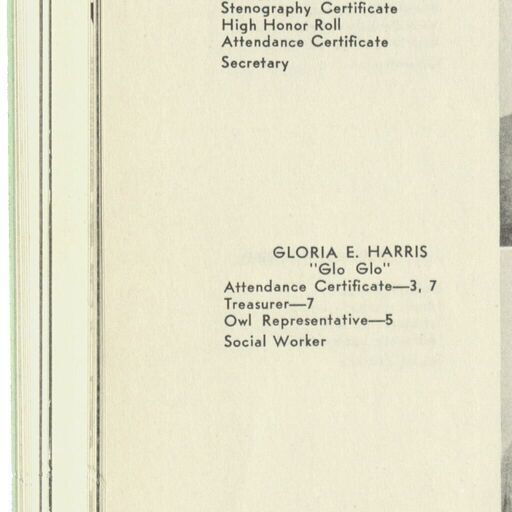 Stenography Certificate
High Honor Roll
Attendance Certificate
Secretary
GLORIA E. HARRIS
"Glo Glo"
Attendance Certificate—3, 7
Treasurer—7
Owl Representative—5
Social Worker